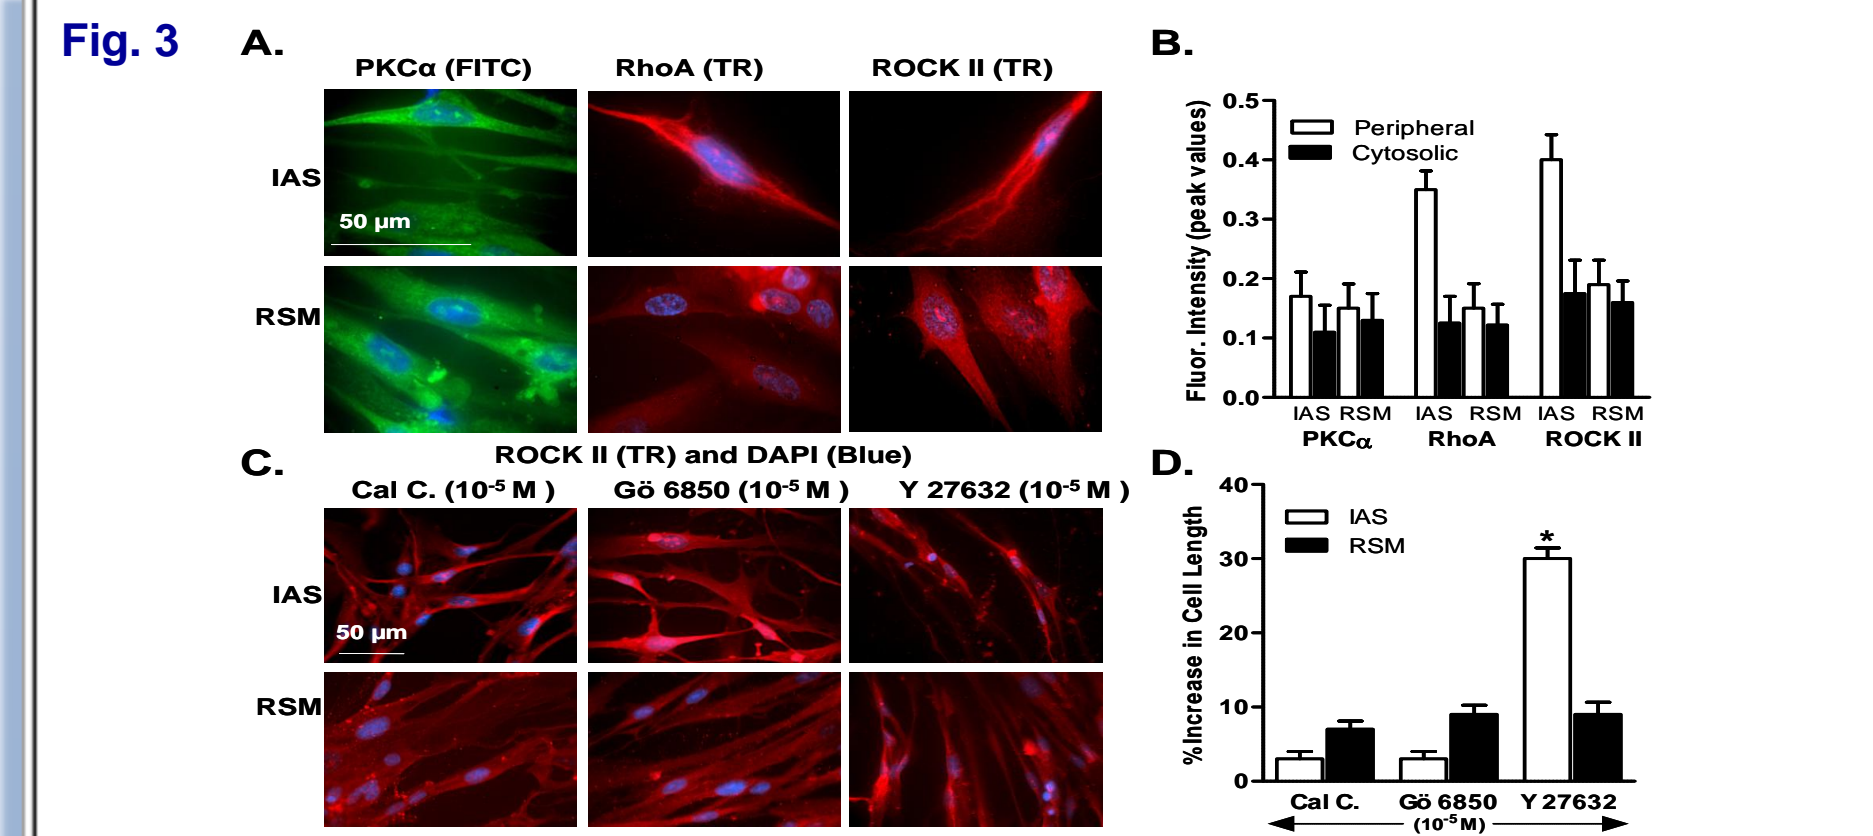 Fig. 3
A.
PKCα (FITC) RhoA (TR) ROCK II (TR)
IAS
50 µm
RSM
B.
Fluor. Intensity (peak values)
0.5
0.4
0.3
0.2
0.1
0.0
Peripheral
Cytosolic
IAS RSM IAS RSM IAS RSM
PKCα RhoA ROCK II
C.
ROCK II (TR) and DAPI (Blue)
Cal C. (10⁻⁵ M ) Gö 6850 (10⁻⁵ M ) Y 27632 (10⁻⁵ M )
IAS
50 µm
RSM
D.
% Increase in Cell Length
40
30
20
10
0
IAS
RSM
*
Cal C. Gö 6850 Y 27632
(10⁻⁵ M)